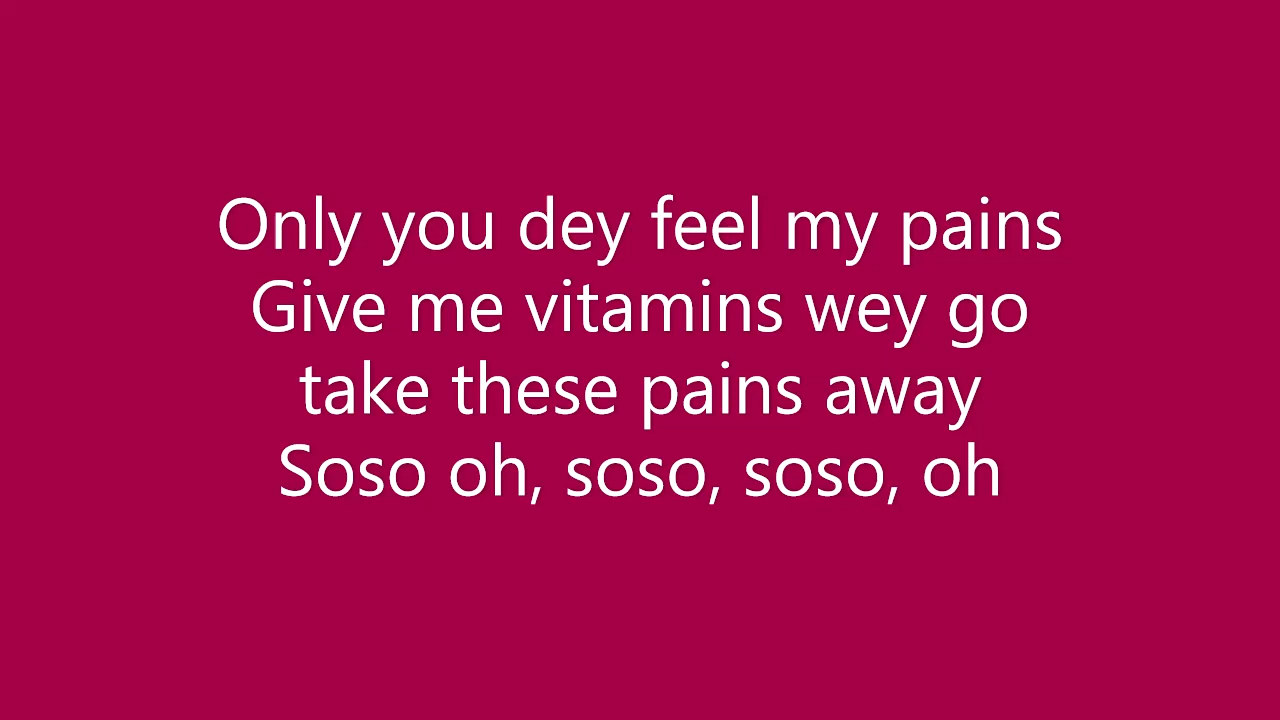 Only you dey feel my pains
Give me vitamins wey go
take these pains away
Soso oh, soso, soso, oh